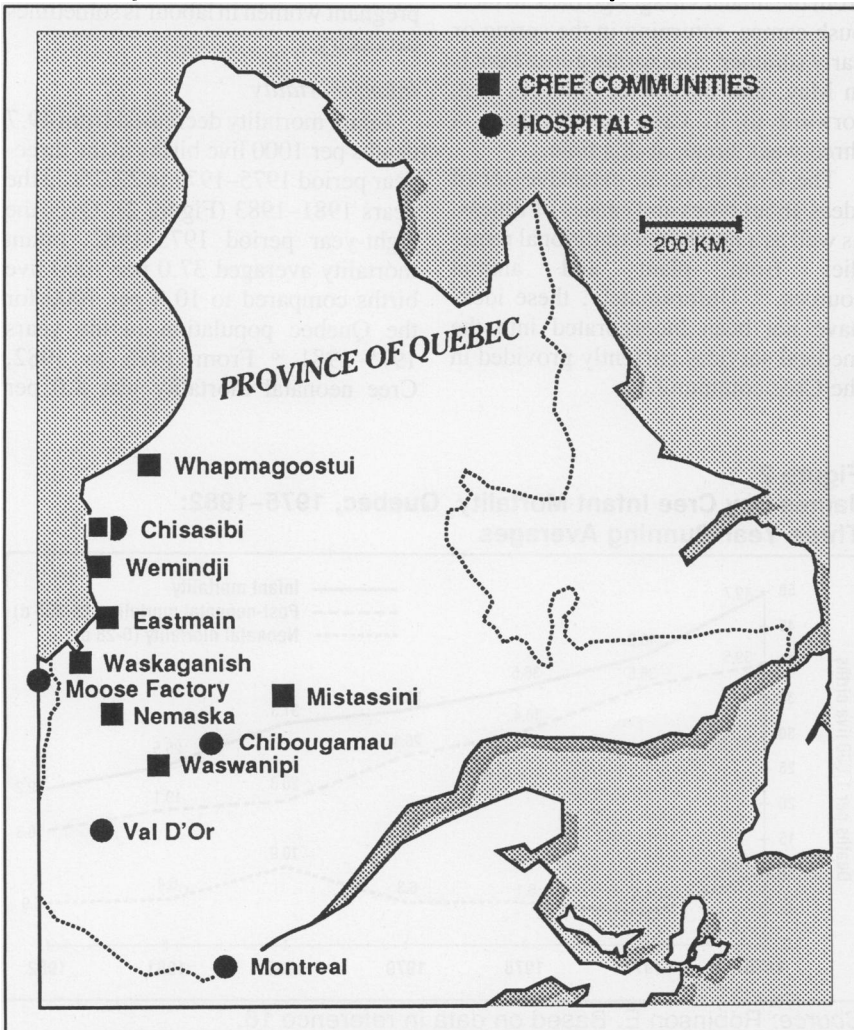 CREE COMMUNITIES
HOSPITALS
200 KM.
PROVINCE OF QUEBEC
Whapmagoostui
Chisasibi
Wemindji
Eastmain
Waskaganish
Moose Factory
Mistassini
Nemaska
Chibougamau
Waswanipi
Val D'Or
Montreal